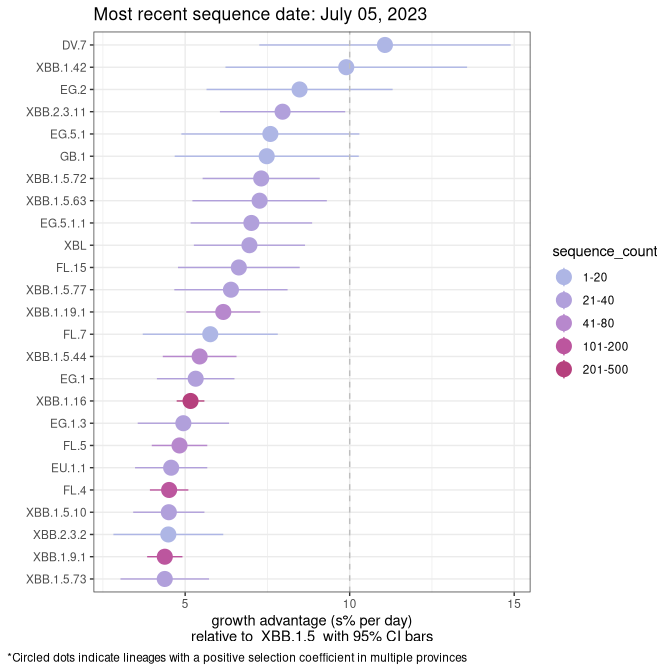 Most recent sequence date: July 05, 2023
DV.7
XBB.1.42
EG.2
XBB.2.3.11
EG.5.1
GB.1
XBB.1.5.72
XBB.1.5.63
EG.5.1.1
XBL
FL.15
XBB.1.5.77
XBB.1.19.1
FL.7
XBB.1.5.44
EG.1
XBB.1.16
EG.1.3
FL.5
EU.1.1
FL.4
XBB.1.5.10
XBB.2.3.2
XBB.1.9.1
XBB.1.5.73
5 10 15
growth advantage (s% per day)
relative to XBB.1.5 with 95% CI bars
sequence_count
1-20
21-40
41-80
101-200
201-500
*Circled dots indicate lineages with a positive selection coefficient in multiple provinces